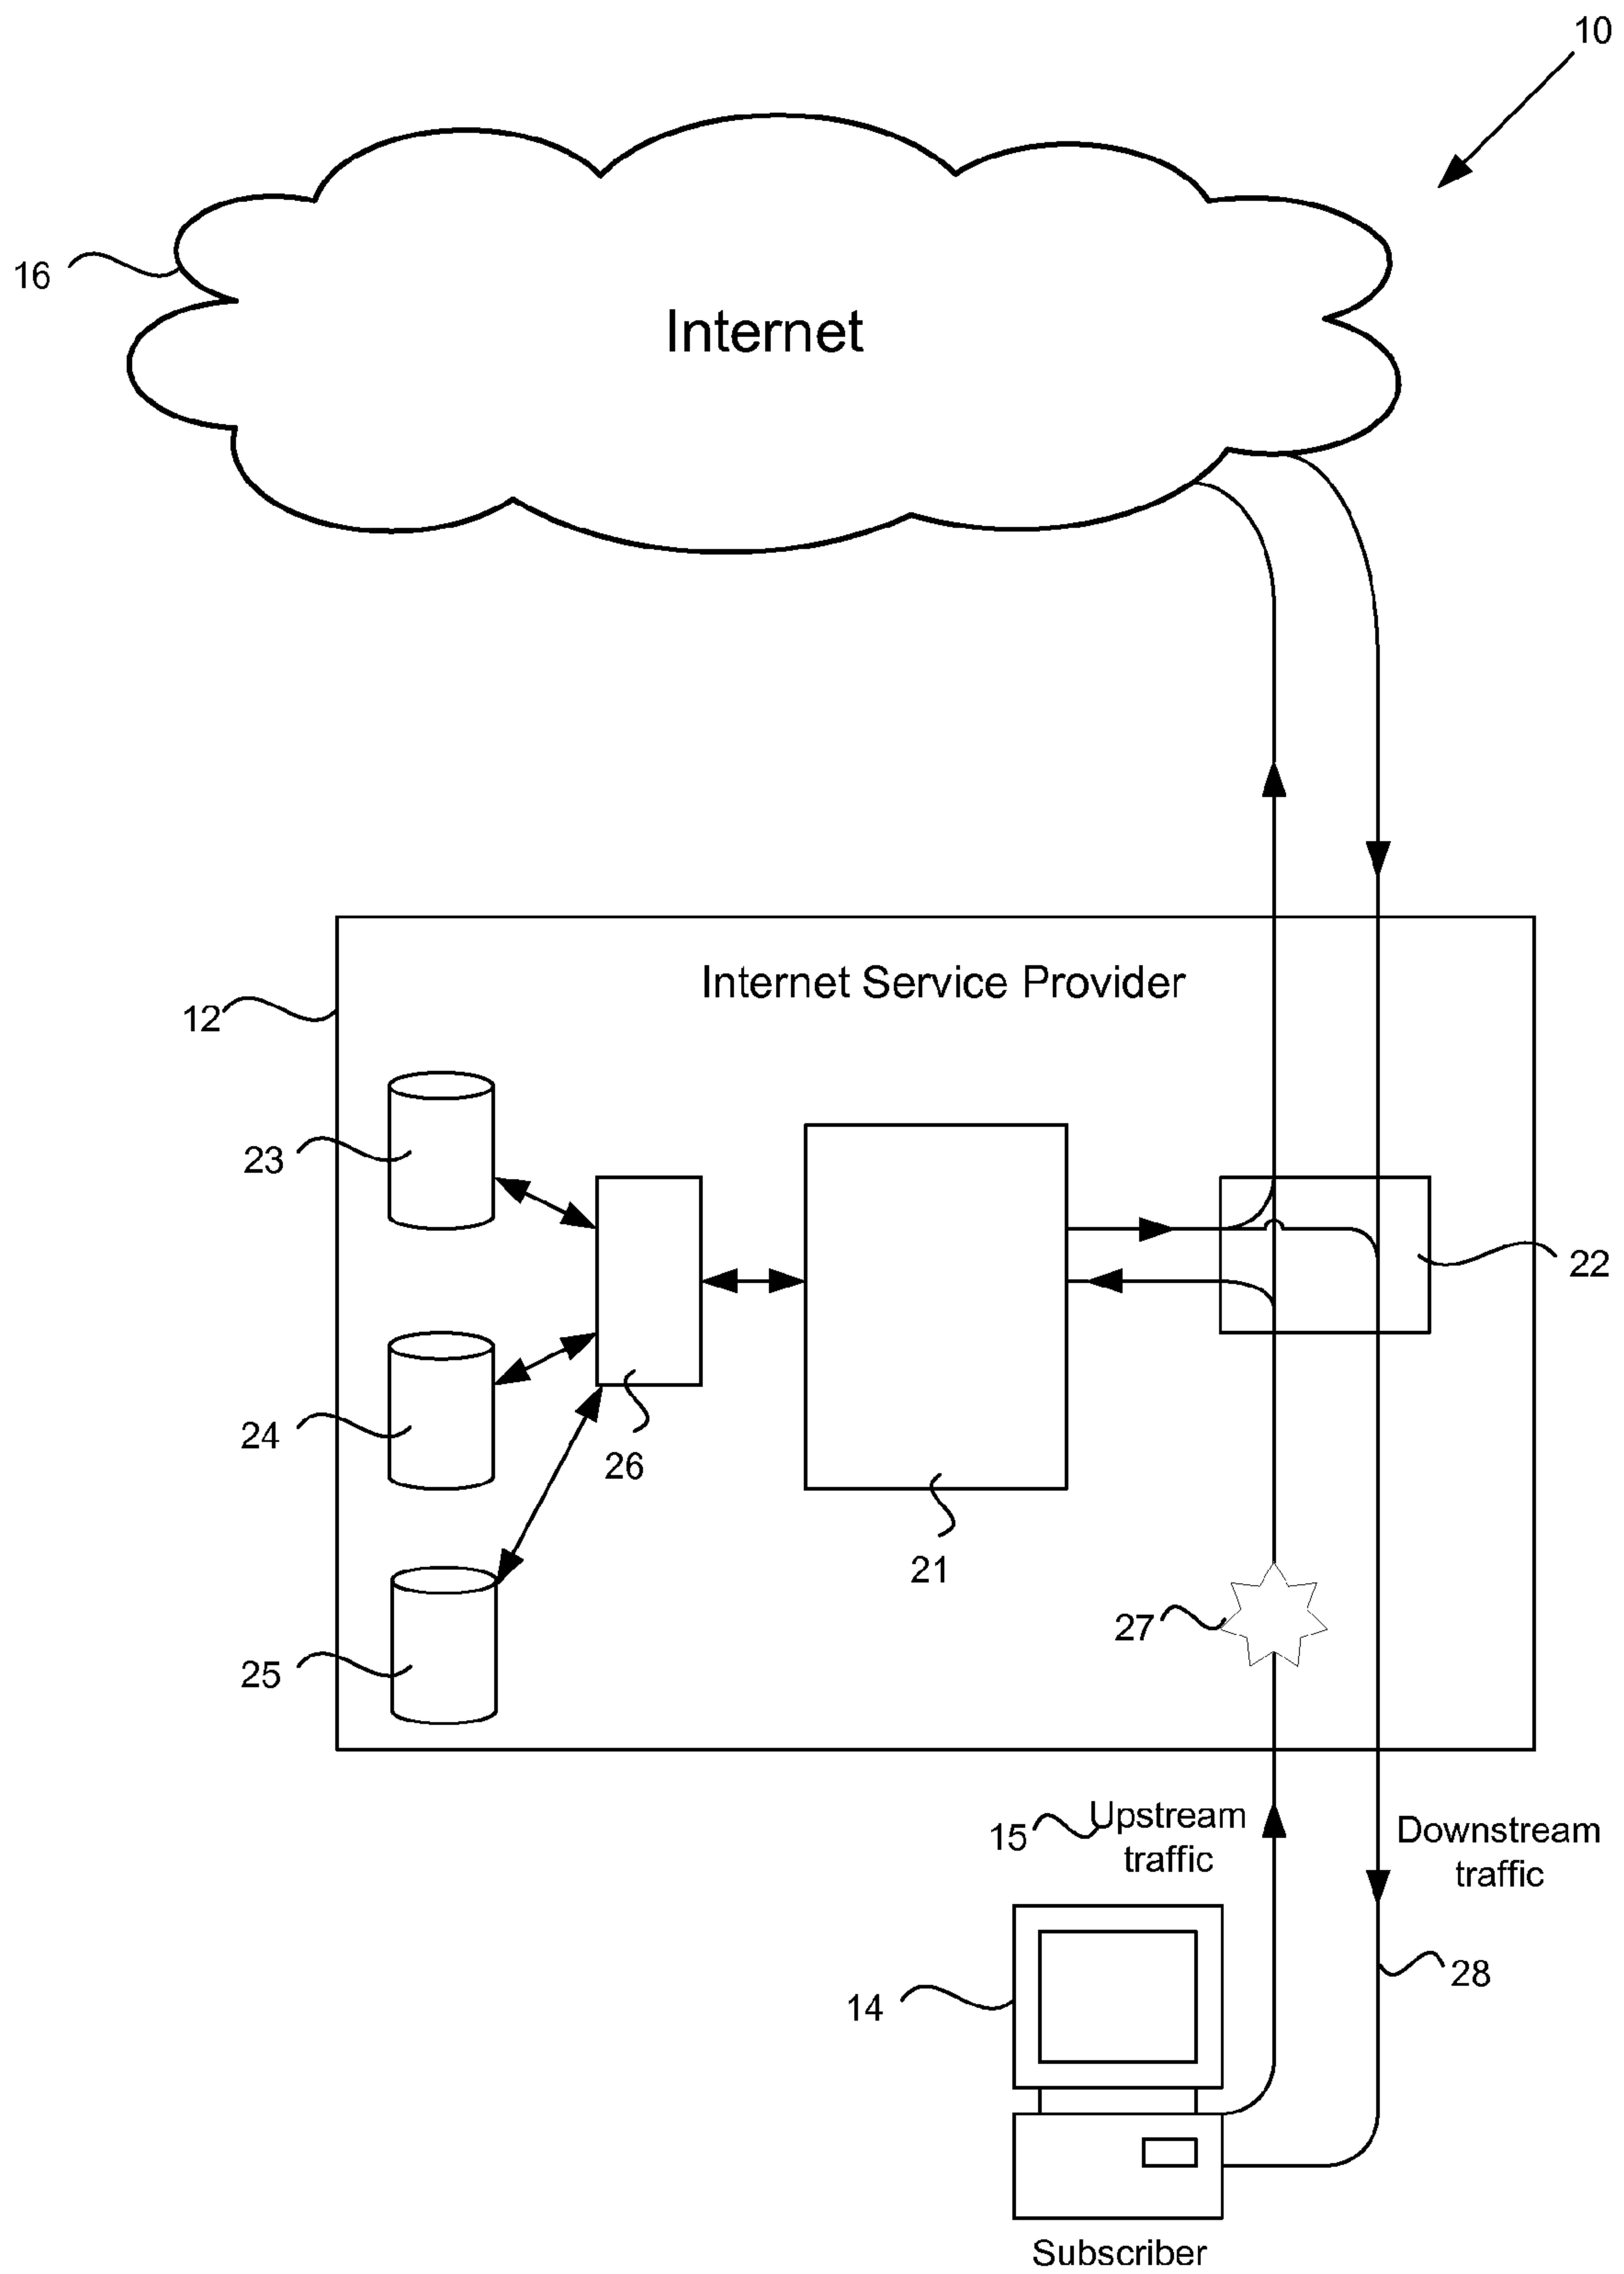 10
16
Internet
Internet Service Provider
12
23
22
24
26
21
27
25
15
Upstream
traffic
Downstream
traffic
28
14
Subscriber